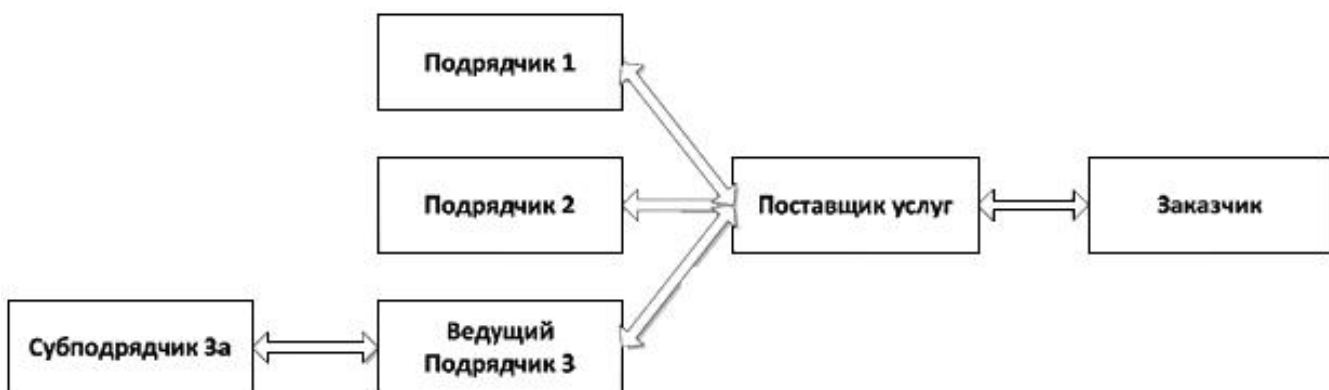 Подрядчик 1
Подрядчик 2
Поставщик услуг
Заказчик
Субподрядчик 3а
Ведущий
Подрядчик 3